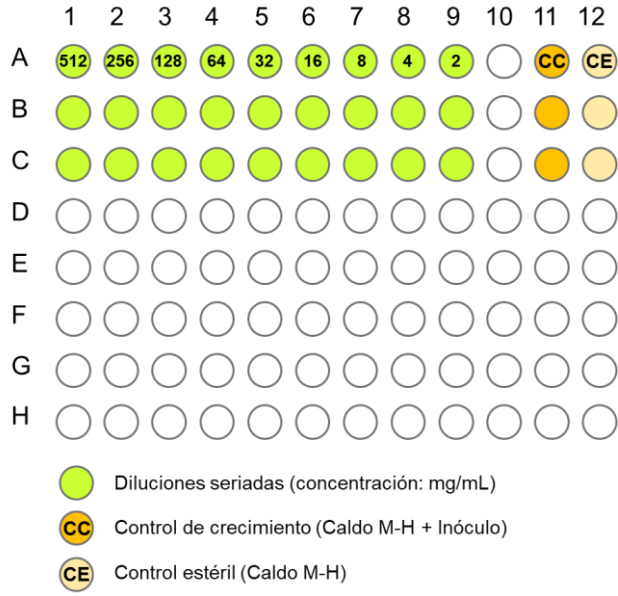 1 2 3 4 5 6 7 8 9 10 11 12
A 512 256 128 64 32 16 8 4 2 CC CE
B
C
D
E
F
G
H
Diluciones seriadas (concentración: mg/mL)
CC Control de crecimiento (Caldo M-H + Inóculo)
CE Control estéril (Caldo M-H)